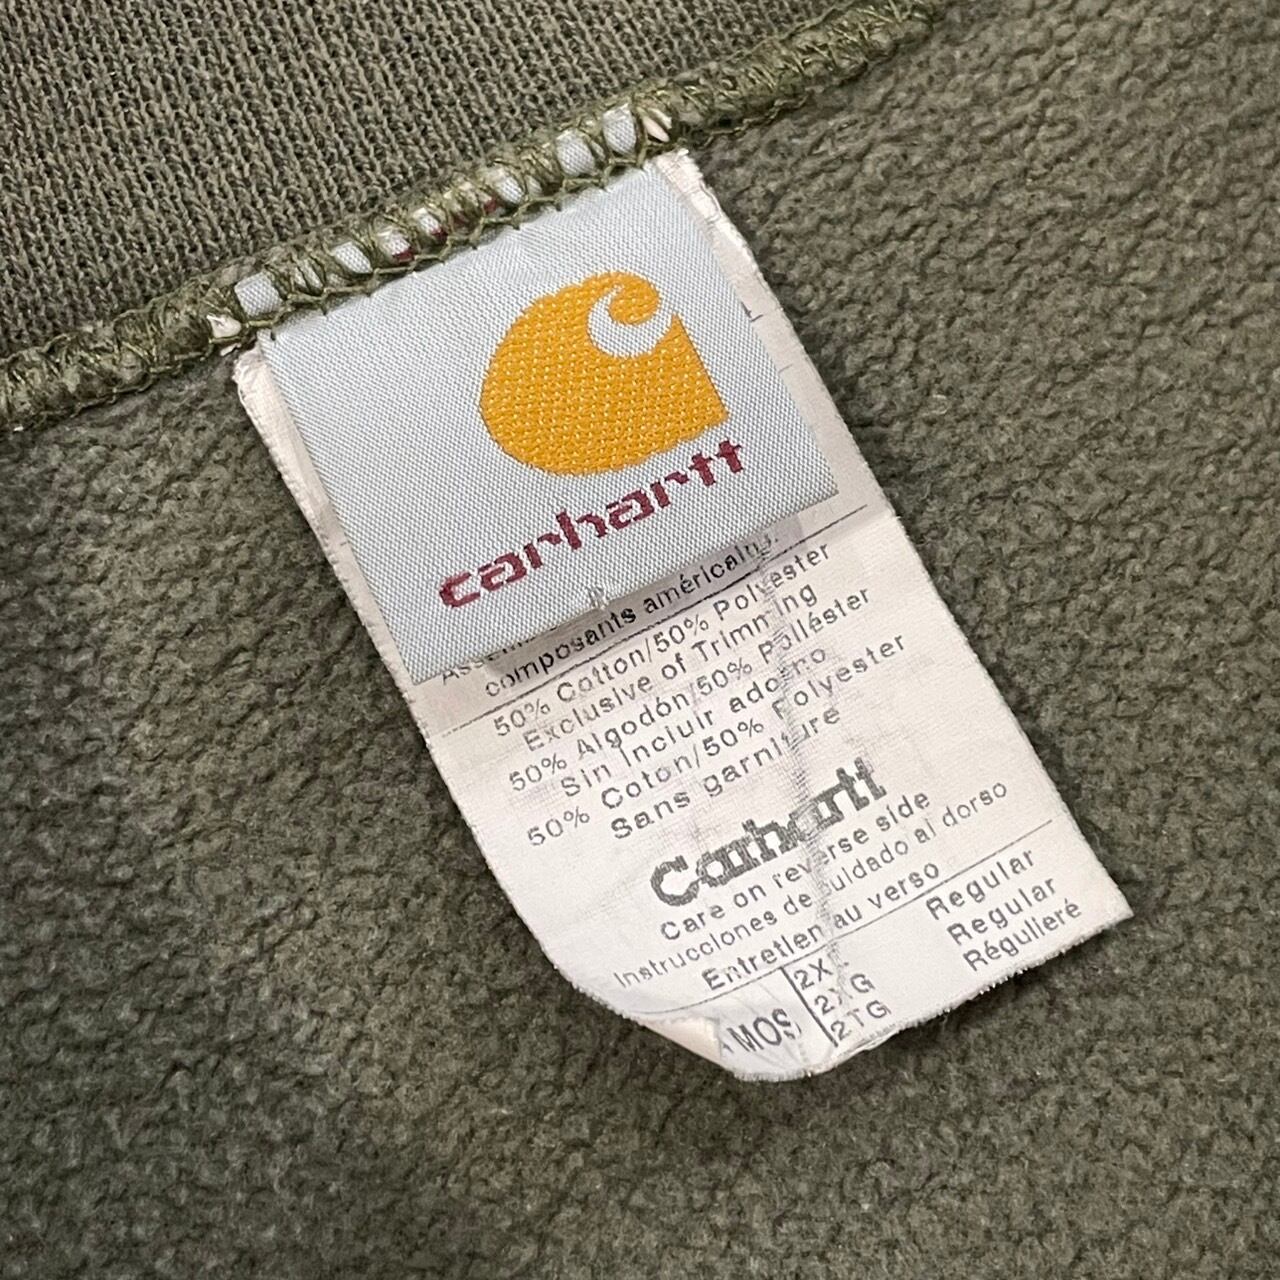 carhartt
composants américains.
50% Cotton/50% Polyester
Exclusive of Trimming
50% Algodón/50% Poliéster
Sin incluir adorno
50% Coton/50% Polyester
Sans garniture
Carhartt
Care on reverse side
Instrucciones de cuidado al dorso
Entretien au verso
MOS
2XL Regular
2XG Regular
2TG Régulieré